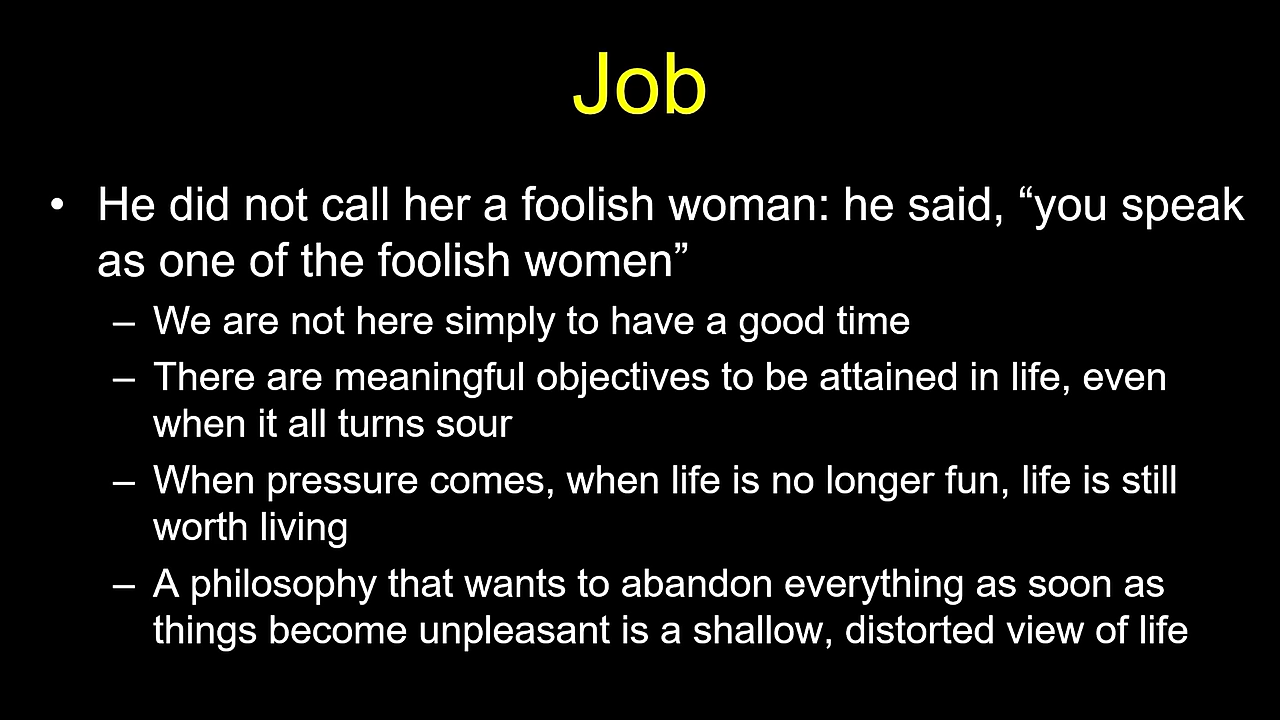 Job
• He did not call her a foolish woman: he said, “you speak
as one of the foolish women”
– We are not here simply to have a good time
– There are meaningful objectives to be attained in life, even
when it all turns sour
– When pressure comes, when life is no longer fun, life is still
worth living
– A philosophy that wants to abandon everything as soon as
things become unpleasant is a shallow, distorted view of life